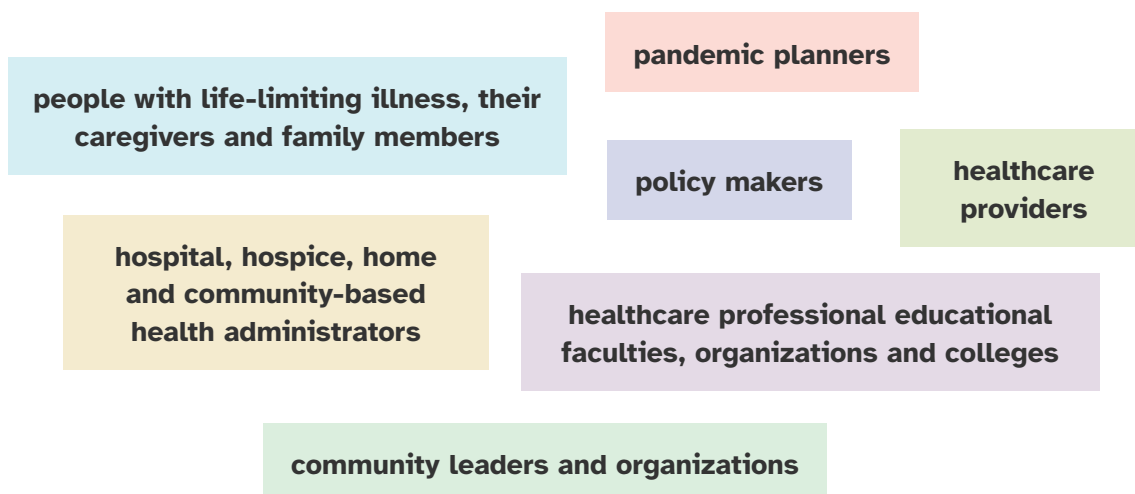 pandemic planners
people with life-limiting illness, their
caregivers and family members
policy makers
healthcare
providers
hospital, hospice, home
and community-based
health administrators
healthcare professional educational
faculties, organizations and colleges
community leaders and organizations